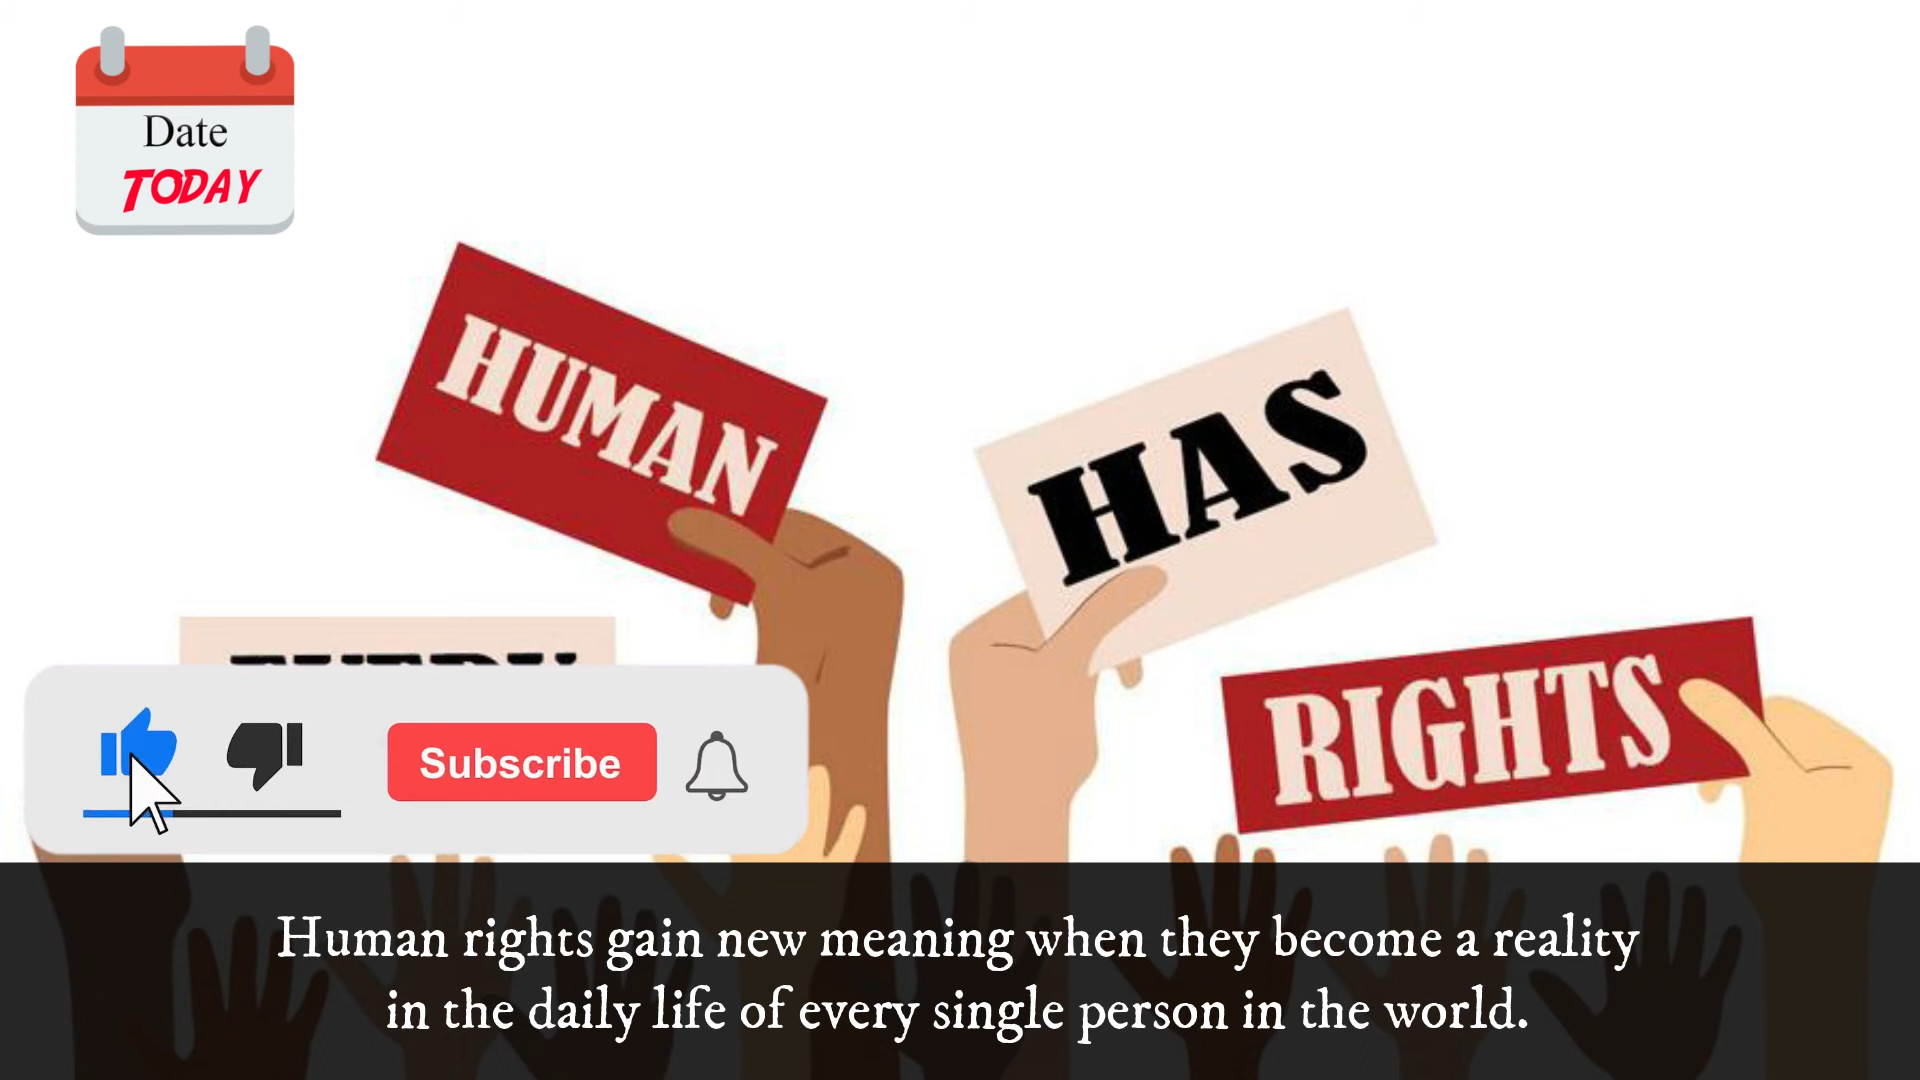 Date
TODAY
HUMAN
HAS
RIGHTS
Subscribe
Human rights gain new meaning when they become a reality
in the daily life of every single person in the world.